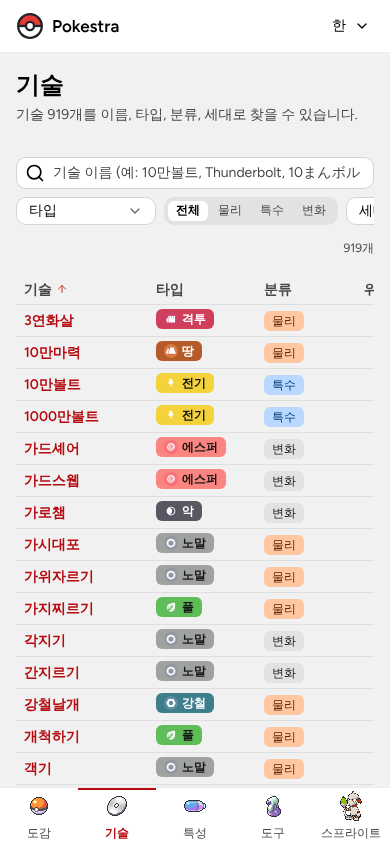 Pokestra 한
기술
기술 919개를 이름, 타입, 분류, 세대로 찾을 수 있습니다.
기술 이름 (예: 10만볼트, Thunderbolt, 10まんボル
타입 전체 물리 특수 변화
919개
기술 ↑ 타입 분류
3연화살 격투 물리
10만마력 땅 물리
10만볼트 전기 특수
1000만볼트 전기 특수
가드셰어 에스퍼 변화
가드스웹 에스퍼 변화
가로챔 악 변화
가시대포 노말 물리
가위자르기 노말 물리
가지찌르기 풀 물리
각지기 노말 변화
간지르기 노말 변화
강철날개 강철 물리
개척하기 풀 물리
객기 노말 물리
도감 기술 특성 도구 스프라이트